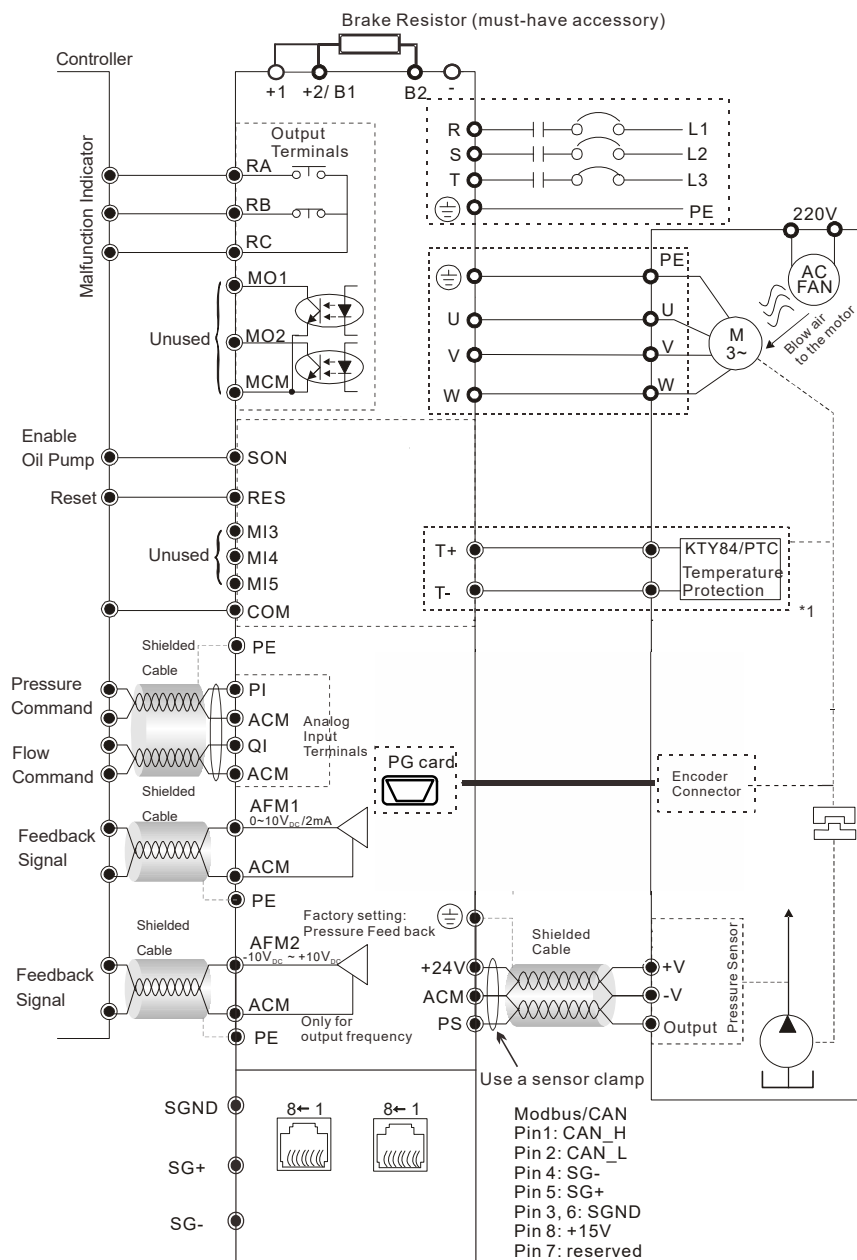 Brake Resistor (must-have accessory)
Controller
+1
+2/ B1
B2
-
Output
Terminals
Malfunction Indicator
RA
RB
RC
R
S
T
L1
L2
L3
PE
220V
AC
FAN
Blow air
to the motor
MO1
MO2
MCM
Unused
PE
U
V
W
U
V
W
M
3~
Enable
Oil Pump
SON
Reset
RES
Unused
MI3
MI4
MI5
COM
T+
T-
KTY84/PTC
Temperature
Protection
*1
PE
Shielded
Cable
Pressure
Command
PI
ACM
Analog
Input
Terminals
Flow
Command
QI
ACM
PG card
Encoder
Connector
Shielded
Cable
AFM1
0~10VDC/2mA
Feedback
Signal
ACM
PE
Shielded
Cable
Factory setting:
Pressure Feed back
AFM2
-10VDC ~ +10VDC
Feedback
Signal
ACM
Only for
output frequency
PE
Shielded
Cable
+24V
ACM
PS
+V
-V
Output
Pressure Sensor
Use a sensor clamp
SGND
SG+
SG-
8← 1
8← 1
Modbus/CAN
Pin1: CAN_H
Pin 2: CAN_L
Pin 4: SG-
Pin 5: SG+
Pin 3, 6: SGND
Pin 8: +15V
Pin 7: reserved